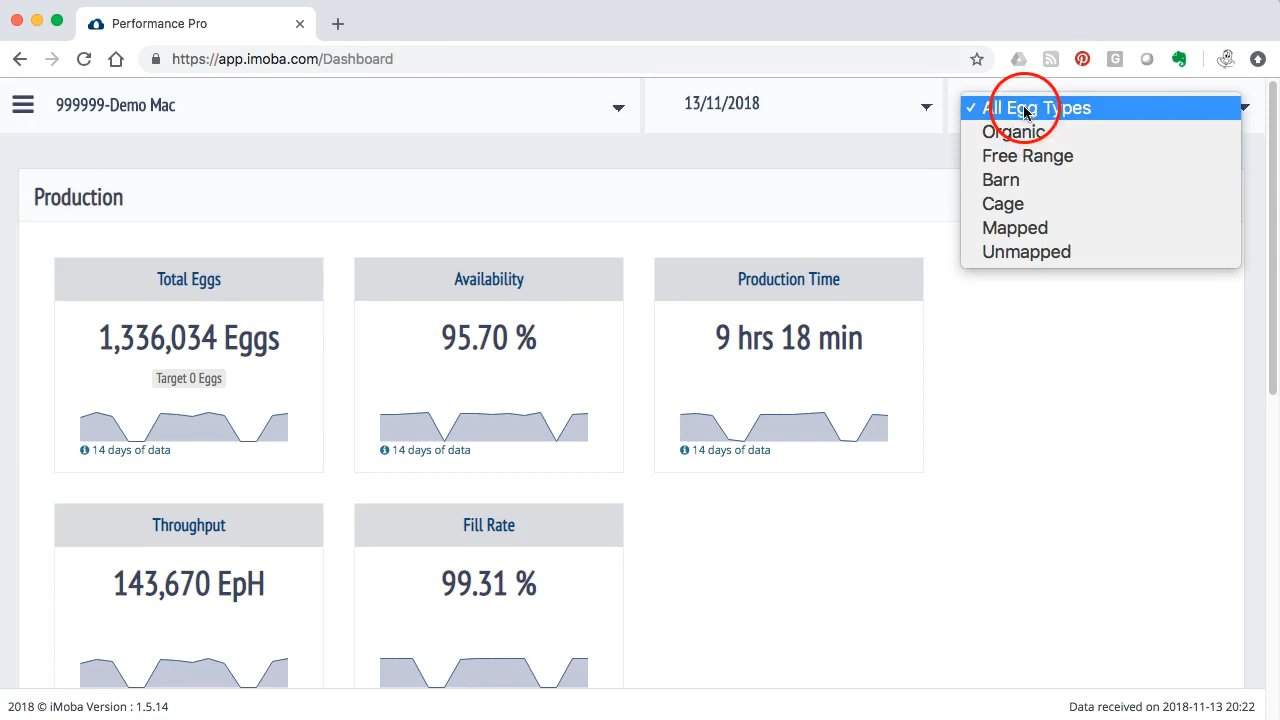 Performance Pro
https://app.imoba.com/Dashboard
G
999999-Demo Mac
13/11/2018
All Egg Types
Organic
Free Range
Barn
Cage
Mapped
Unmapped
Production
Total Eggs
1,336,034 Eggs
Target 0 Eggs
14 days of data
Availability
95.70 %
14 days of data
Production Time
9 hrs 18 min
14 days of data
Throughput
143,670 EpH
Fill Rate
99.31 %
2018 © iMoba Version : 1.5.14
Data received on 2018-11-13 20:22